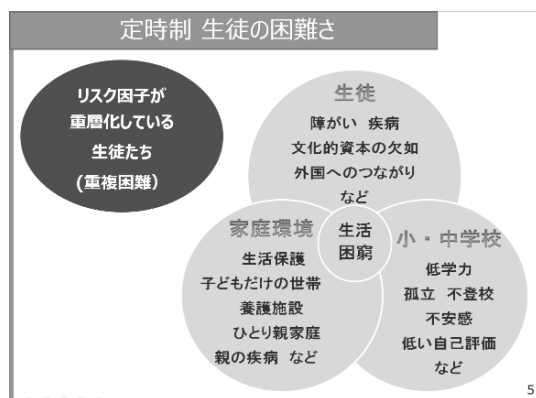 定時制 生徒の困難さ
リスク因子が
重層化している
生徒たち
(重複困難)
生徒
障がい 疾病
文化的資本の欠如
外国へのつながり
など
生活
困窮
家庭環境
生活保護
子どもだけの世帯
養護施設
ひとり親家庭
親の疾病 など
小・中学校
低学力
孤立 不登校
不安感
低い自己評価
など
5